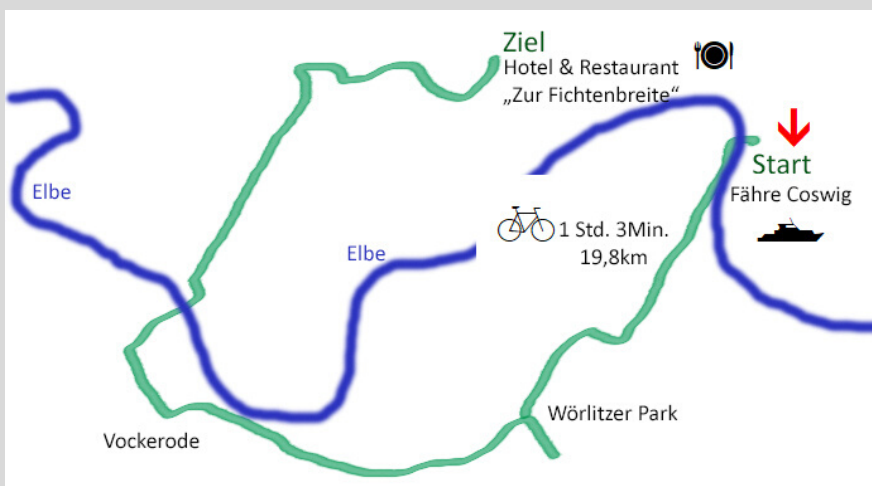 Ziel
Hotel & Restaurant
„Zur Fichtenbreite“
Start
Fähre Coswig
Elbe
1 Std. 3Min.
19,8km
Elbe
Wörlitzer Park
Vockerode